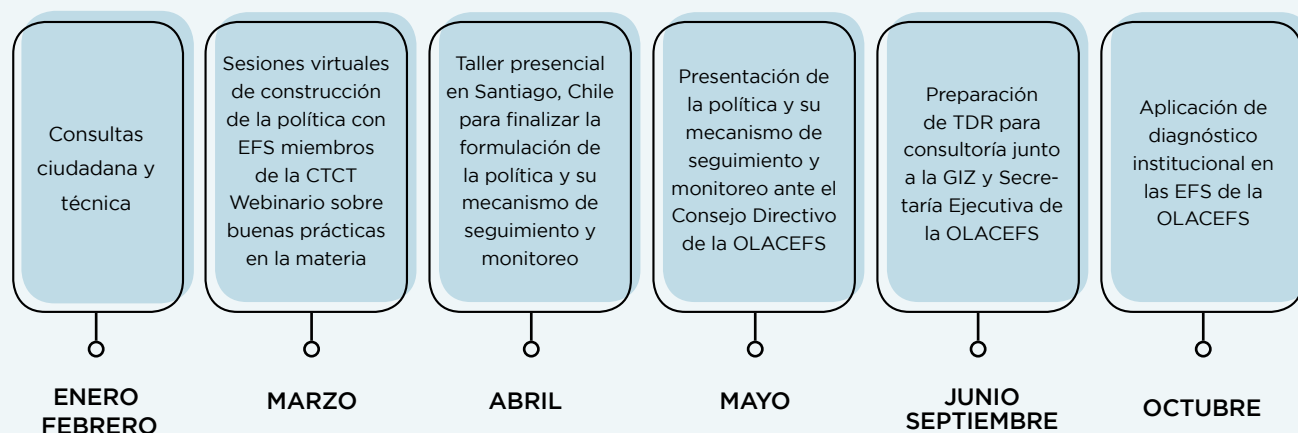 Consultas
ciudadana y
técnica
Sesiones virtuales
de construcción
de la política con
EFS miembros
de la CTCT
Webinario sobre
buenas prácticas
en la materia
Taller presencial
en Santiago, Chile
para finalizar la
formulación de
la política y su
mecanismo de
seguimiento y
monitoreo
Presentación de
la política y su
mecanismo de
seguimiento y
monitoreo ante el
Consejo Directivo
de la OLACEFS
Preparación
de TDR para
consultoría junto
a la GIZ y Secre-
taría Ejecutiva de
la OLACEFS
Aplicación de
diagnóstico
institucional en
las EFS de la
OLACEFS
ENERO
FEBRERO
MARZO
ABRIL
MAYO
JUNIO
SEPTIEMBRE
OCTUBRE